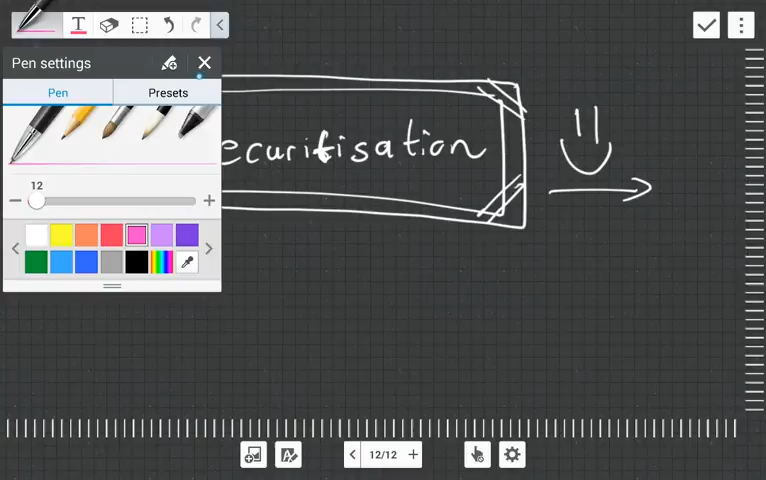 T
Pen settings
Pen
Presets
ecuritisation
12
12/12